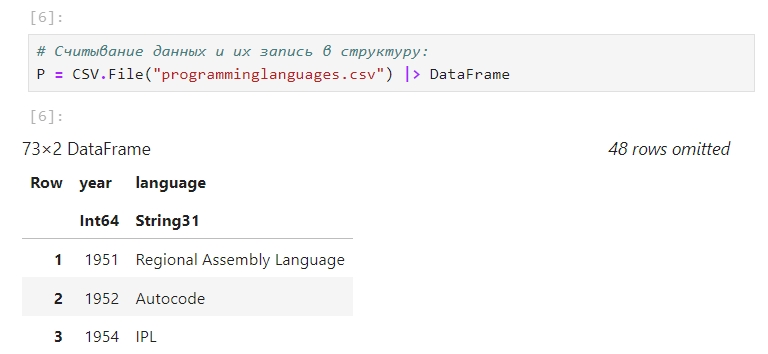 [6]:
# Считывание данных и их запись в структуру:
P = CSV.File("programminglanguages.csv") |> DataFrame
[6]:
73×2 DataFrame 48 rows omitted
Row year language
Int64 String31
1 1951 Regional Assembly Language
2 1952 Autocode
3 1954 IPL